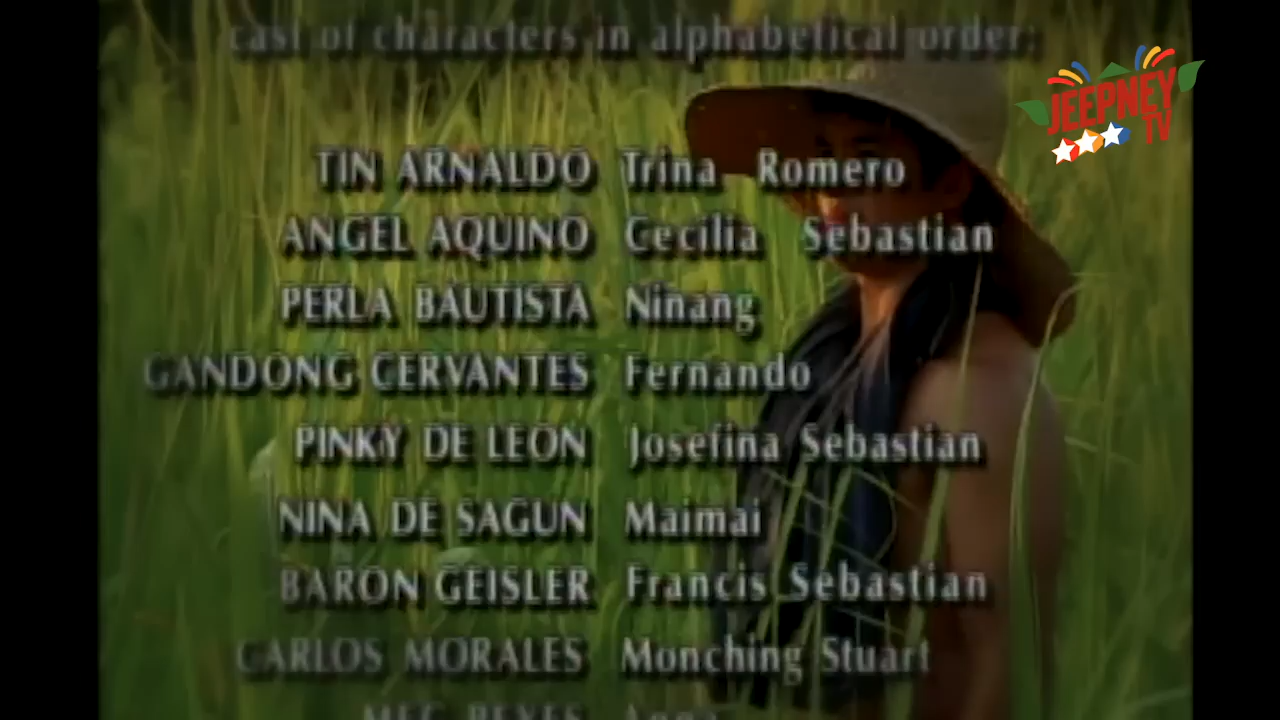 cast of characters in alphabetical order:
JEEPNEY
TV
TIN ARNALDO Trina Romero
ANGEL AQUINO Cecilia Sebastian
PERLA BAUTISTA Ninang
GANDONG CERVANTES Fernando
PINKY DE LEON Josefina Sebastian
NINA DE SAGUN Maimai
BARON GEISLER Francis Sebastian
CARLOS MORALES Monching Stuart